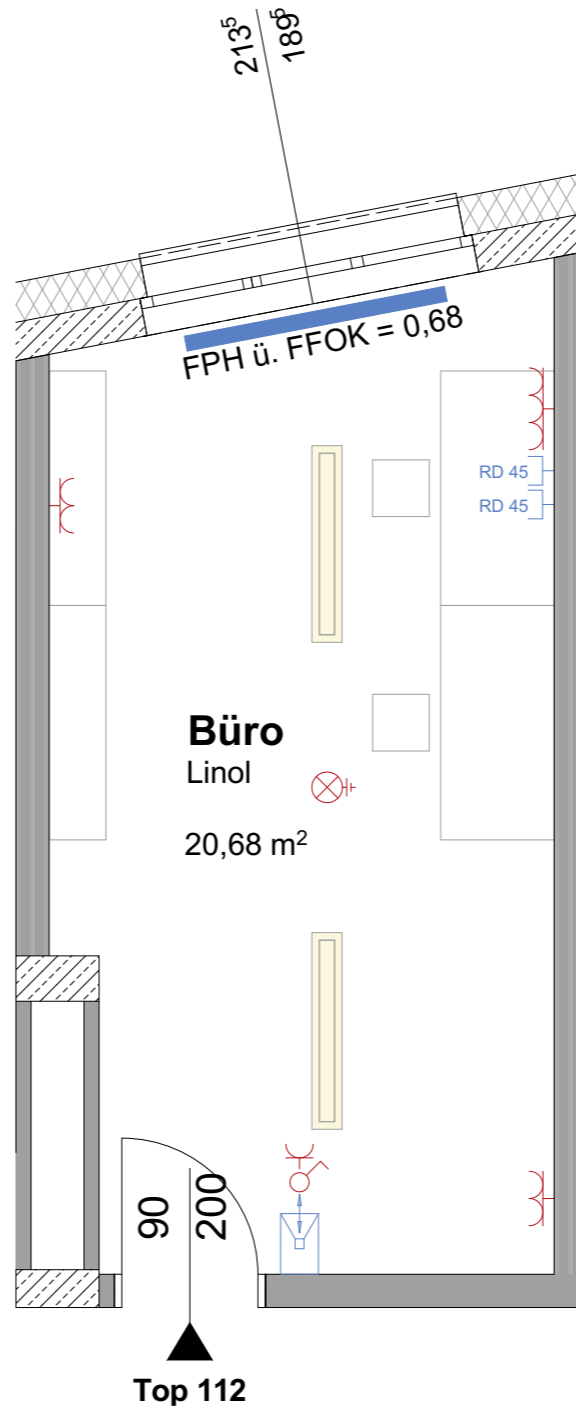 213⁵
189⁵
FPH ü. FFOK = 0,68
RD 45
RD 45
Büro
Linol
20,68 m²
90
200
Top 112